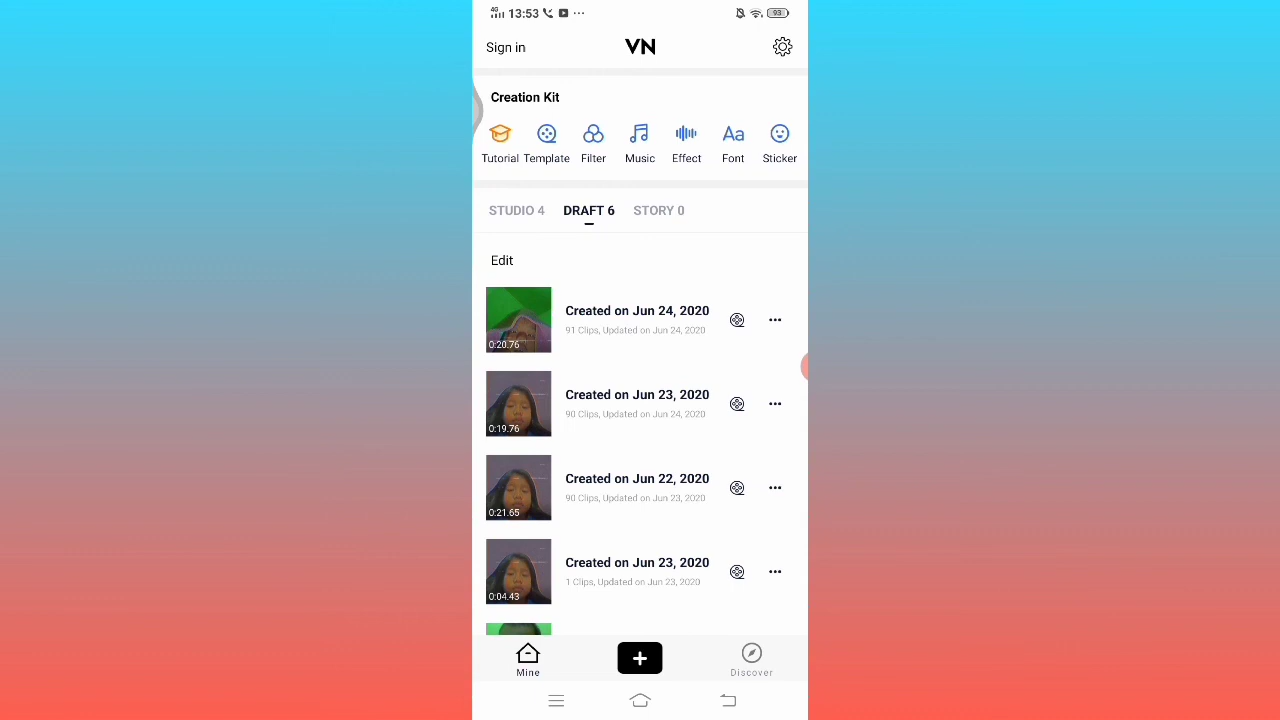 4G 13:53 ... 93
Sign in VN
Creation Kit
Tutorial Template Filter Music Effect Font Sticker
Aa
STUDIO 4 DRAFT 6 STORY 0
Edit
Created on Jun 24, 2020
91 Clips, Updated on Jun 24, 2020
0:20.76
Created on Jun 23, 2020
90 Clips, Updated on Jun 24, 2020
0:19.76
Created on Jun 22, 2020
90 Clips, Updated on Jun 23, 2020
0:21.65
Created on Jun 23, 2020
1 Clips, Updated on Jun 23, 2020
0:04.43
Mine Discover